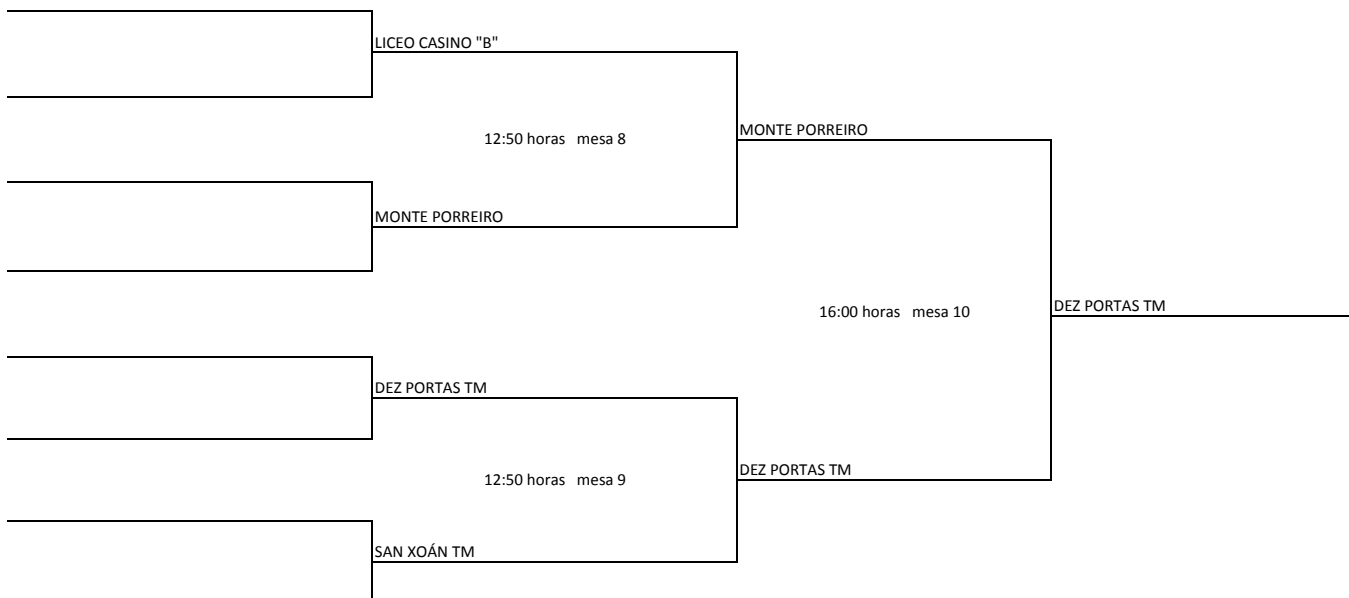 LICEO CASINO "B"
MONTE PORREIRO
12:50 horas   mesa 8
MONTE PORREIRO
DEZ PORTAS TM
16:00 horas   mesa 10
DEZ PORTAS TM
DEZ PORTAS TM
12:50 horas   mesa 9
SAN XOÁN TM